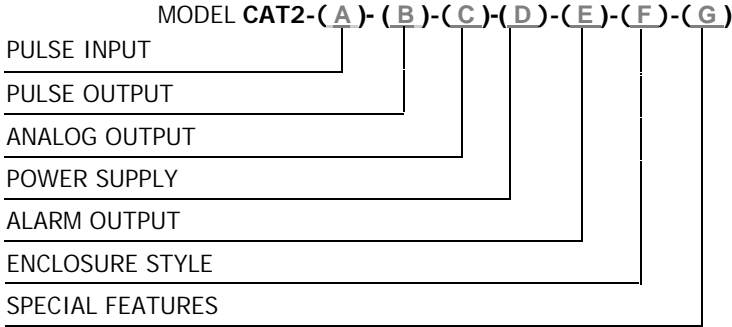 MODEL CAT2-( A )- ( B )-( C )-( D )-( E )-( F )-( G )
PULSE INPUT
PULSE OUTPUT
ANALOG OUTPUT
POWER SUPPLY
ALARM OUTPUT
ENCLOSURE STYLE
SPECIAL FEATURES